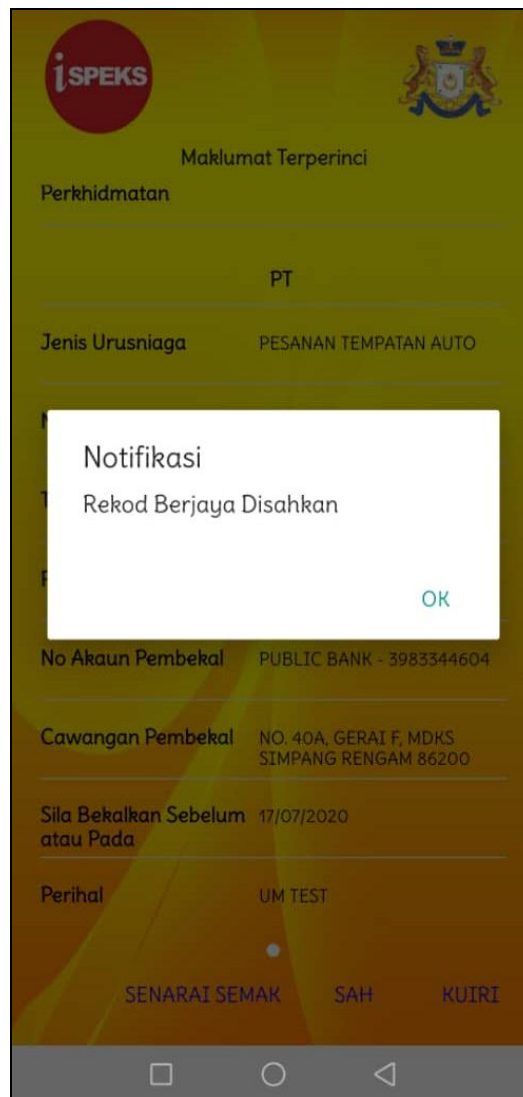 iSPEKS
Maklumat Terperinci
Perkhidmatan
PT
Jenis Urusniaga PESANAN TEMPATAN AUTO
Notifikasi
Rekod Berjaya Disahkan
OK
No Akaun Pembekal PUBLIC BANK - 3983344604
Cawangan Pembekal NO. 40A, GERAI F, MDKS
SIMPANG RENGAM 86200
Sila Bekalkan Sebelum 17/07/2020
atau Pada
Perihal UM TEST
SENARAI SEMAK SAH KUIRI